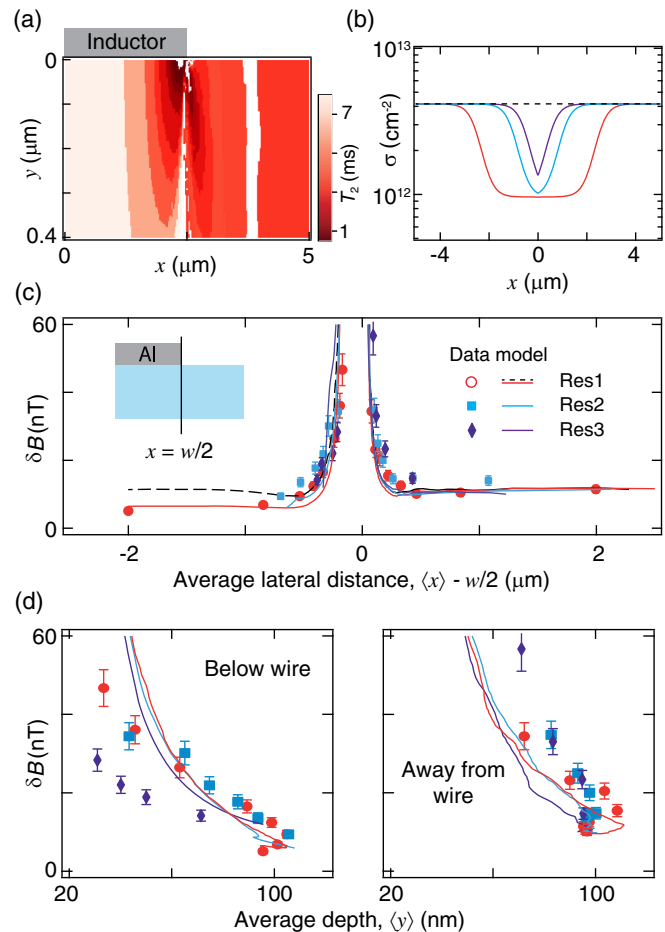 (a)
Inductor
0
y (μm)
0.4
0
x (μm)
5
7
T2 (ms)
1
(b)
10^13
σ (cm^-2)
10^12
-4
0
4
x (μm)
(c)
60
δB(nT)
0
Al
x = w/2
Data model
Res1
Res2
Res3
-2
0
2
Average lateral distance, ⟨x⟩ - w/2 (μm)
(d)
60
Below wire
Away from
wire
δB(nT)
0
20
100
20
100
Average depth, ⟨y⟩ (nm)